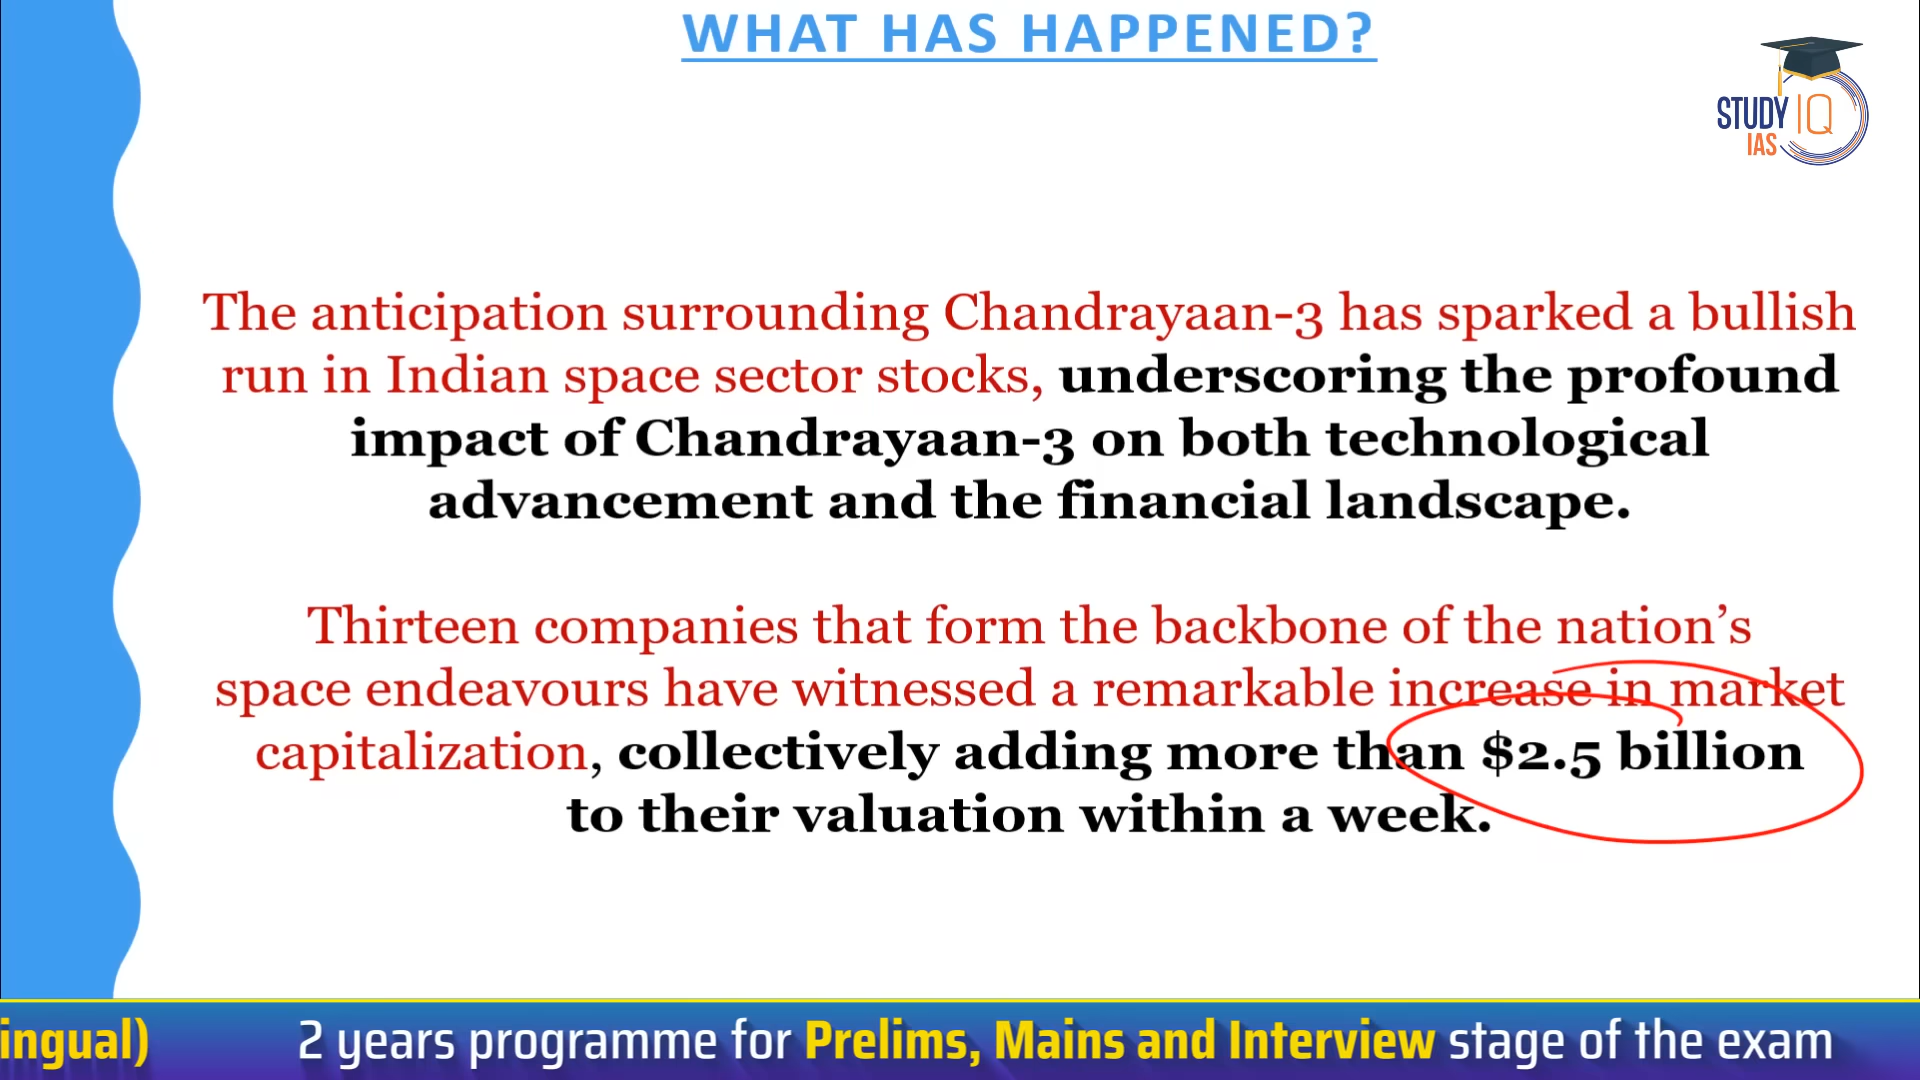 WHAT HAS HAPPENED?
STUDY IQ
IAS
The anticipation surrounding Chandrayaan-3 has sparked a bullish
run in Indian space sector stocks, underscoring the profound
impact of Chandrayaan-3 on both technological
advancement and the financial landscape.
Thirteen companies that form the backbone of the nation’s
space endeavours have witnessed a remarkable increase in market
capitalization, collectively adding more than $2.5 billion
to their valuation within a week.
ingual) 2 years programme for Prelims, Mains and Interview stage of the exam